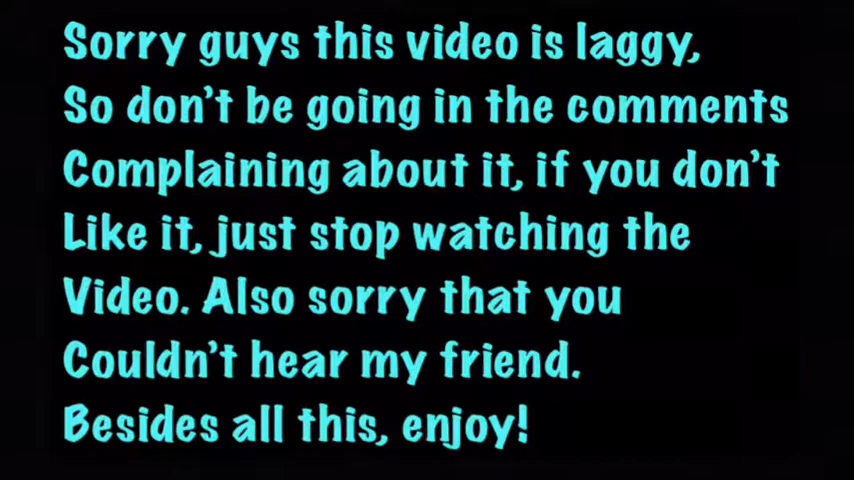 Sorry guys this video is laggy,
So don't be going in the comments
Complaining about it, if you don't
Like it, just stop watching the
Video. Also sorry that you
Couldn't hear my friend.
Besides all this, enjoy!